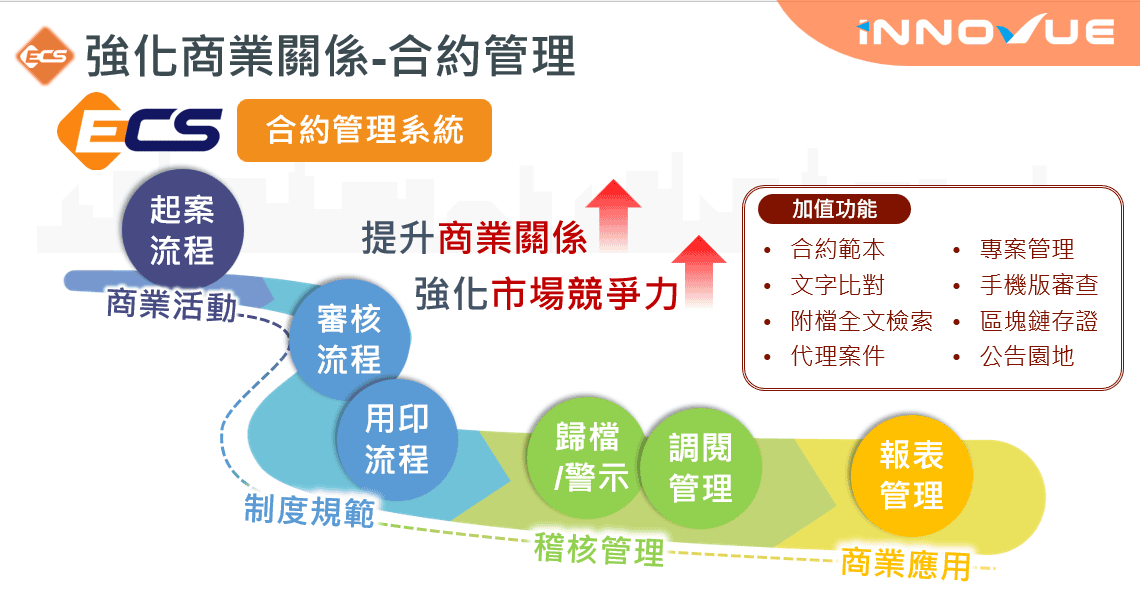 iNNOVUE
ECS
強化商業關係-合約管理
ECS
合約管理系統
起案
流程
商業活動
提升商業關係
強化市場競爭力
加值功能
• 合約範本
• 文字比對
• 附檔全文檢索
• 代理案件
• 專案管理
• 手機版審查
• 區塊鏈存證
• 公告園地
審核
流程
用印
流程
制度規範
歸檔
/警示
調閱
管理
稽核管理
報表
管理
商業應用